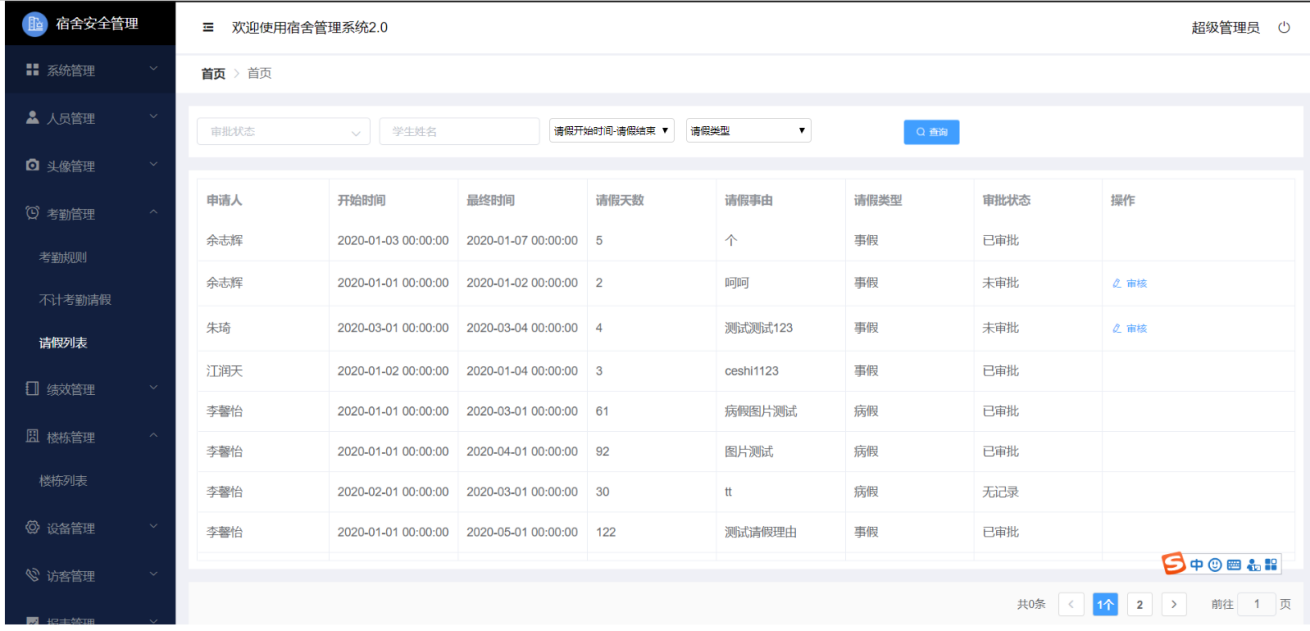 宿舍安全管理
欢迎使用宿舍管理系统2.0
超级管理员
系统管理
人员管理
头像管理
考勤管理
考勤规则
不计考勤请假
请假列表
绩效管理
楼栋管理
楼栋列表
设备管理
访客管理
报表管理
首页 > 首页
审批状态 学生姓名 请假开始时间-请假结束 请假类型 查询
申请人 开始时间 最终时间 请假天数 请假事由 请假类型 审批状态 操作
余志辉 2020-01-03 00:00:00 2020-01-07 00:00:00 5 个 事假 已审批
余志辉 2020-01-01 00:00:00 2020-01-02 00:00:00 2 呵呵 事假 未审批 审核
朱琦 2020-03-01 00:00:00 2020-03-04 00:00:00 4 测试测试123 事假 未审批 审核
江润天 2020-01-02 00:00:00 2020-01-04 00:00:00 3 ceshi1123 事假 已审批
李馨怡 2020-01-01 00:00:00 2020-03-01 00:00:00 61 病假图片测试 病假 已审批
李馨怡 2020-01-01 00:00:00 2020-04-01 00:00:00 92 图片测试 病假 已审批
李馨怡 2020-02-01 00:00:00 2020-03-01 00:00:00 30 tt 病假 无记录
李馨怡 2020-01-01 00:00:00 2020-05-01 00:00:00 122 测试请假理由 事假 已审批
S 中
共0条 < 1个 2 > 前往 1 页